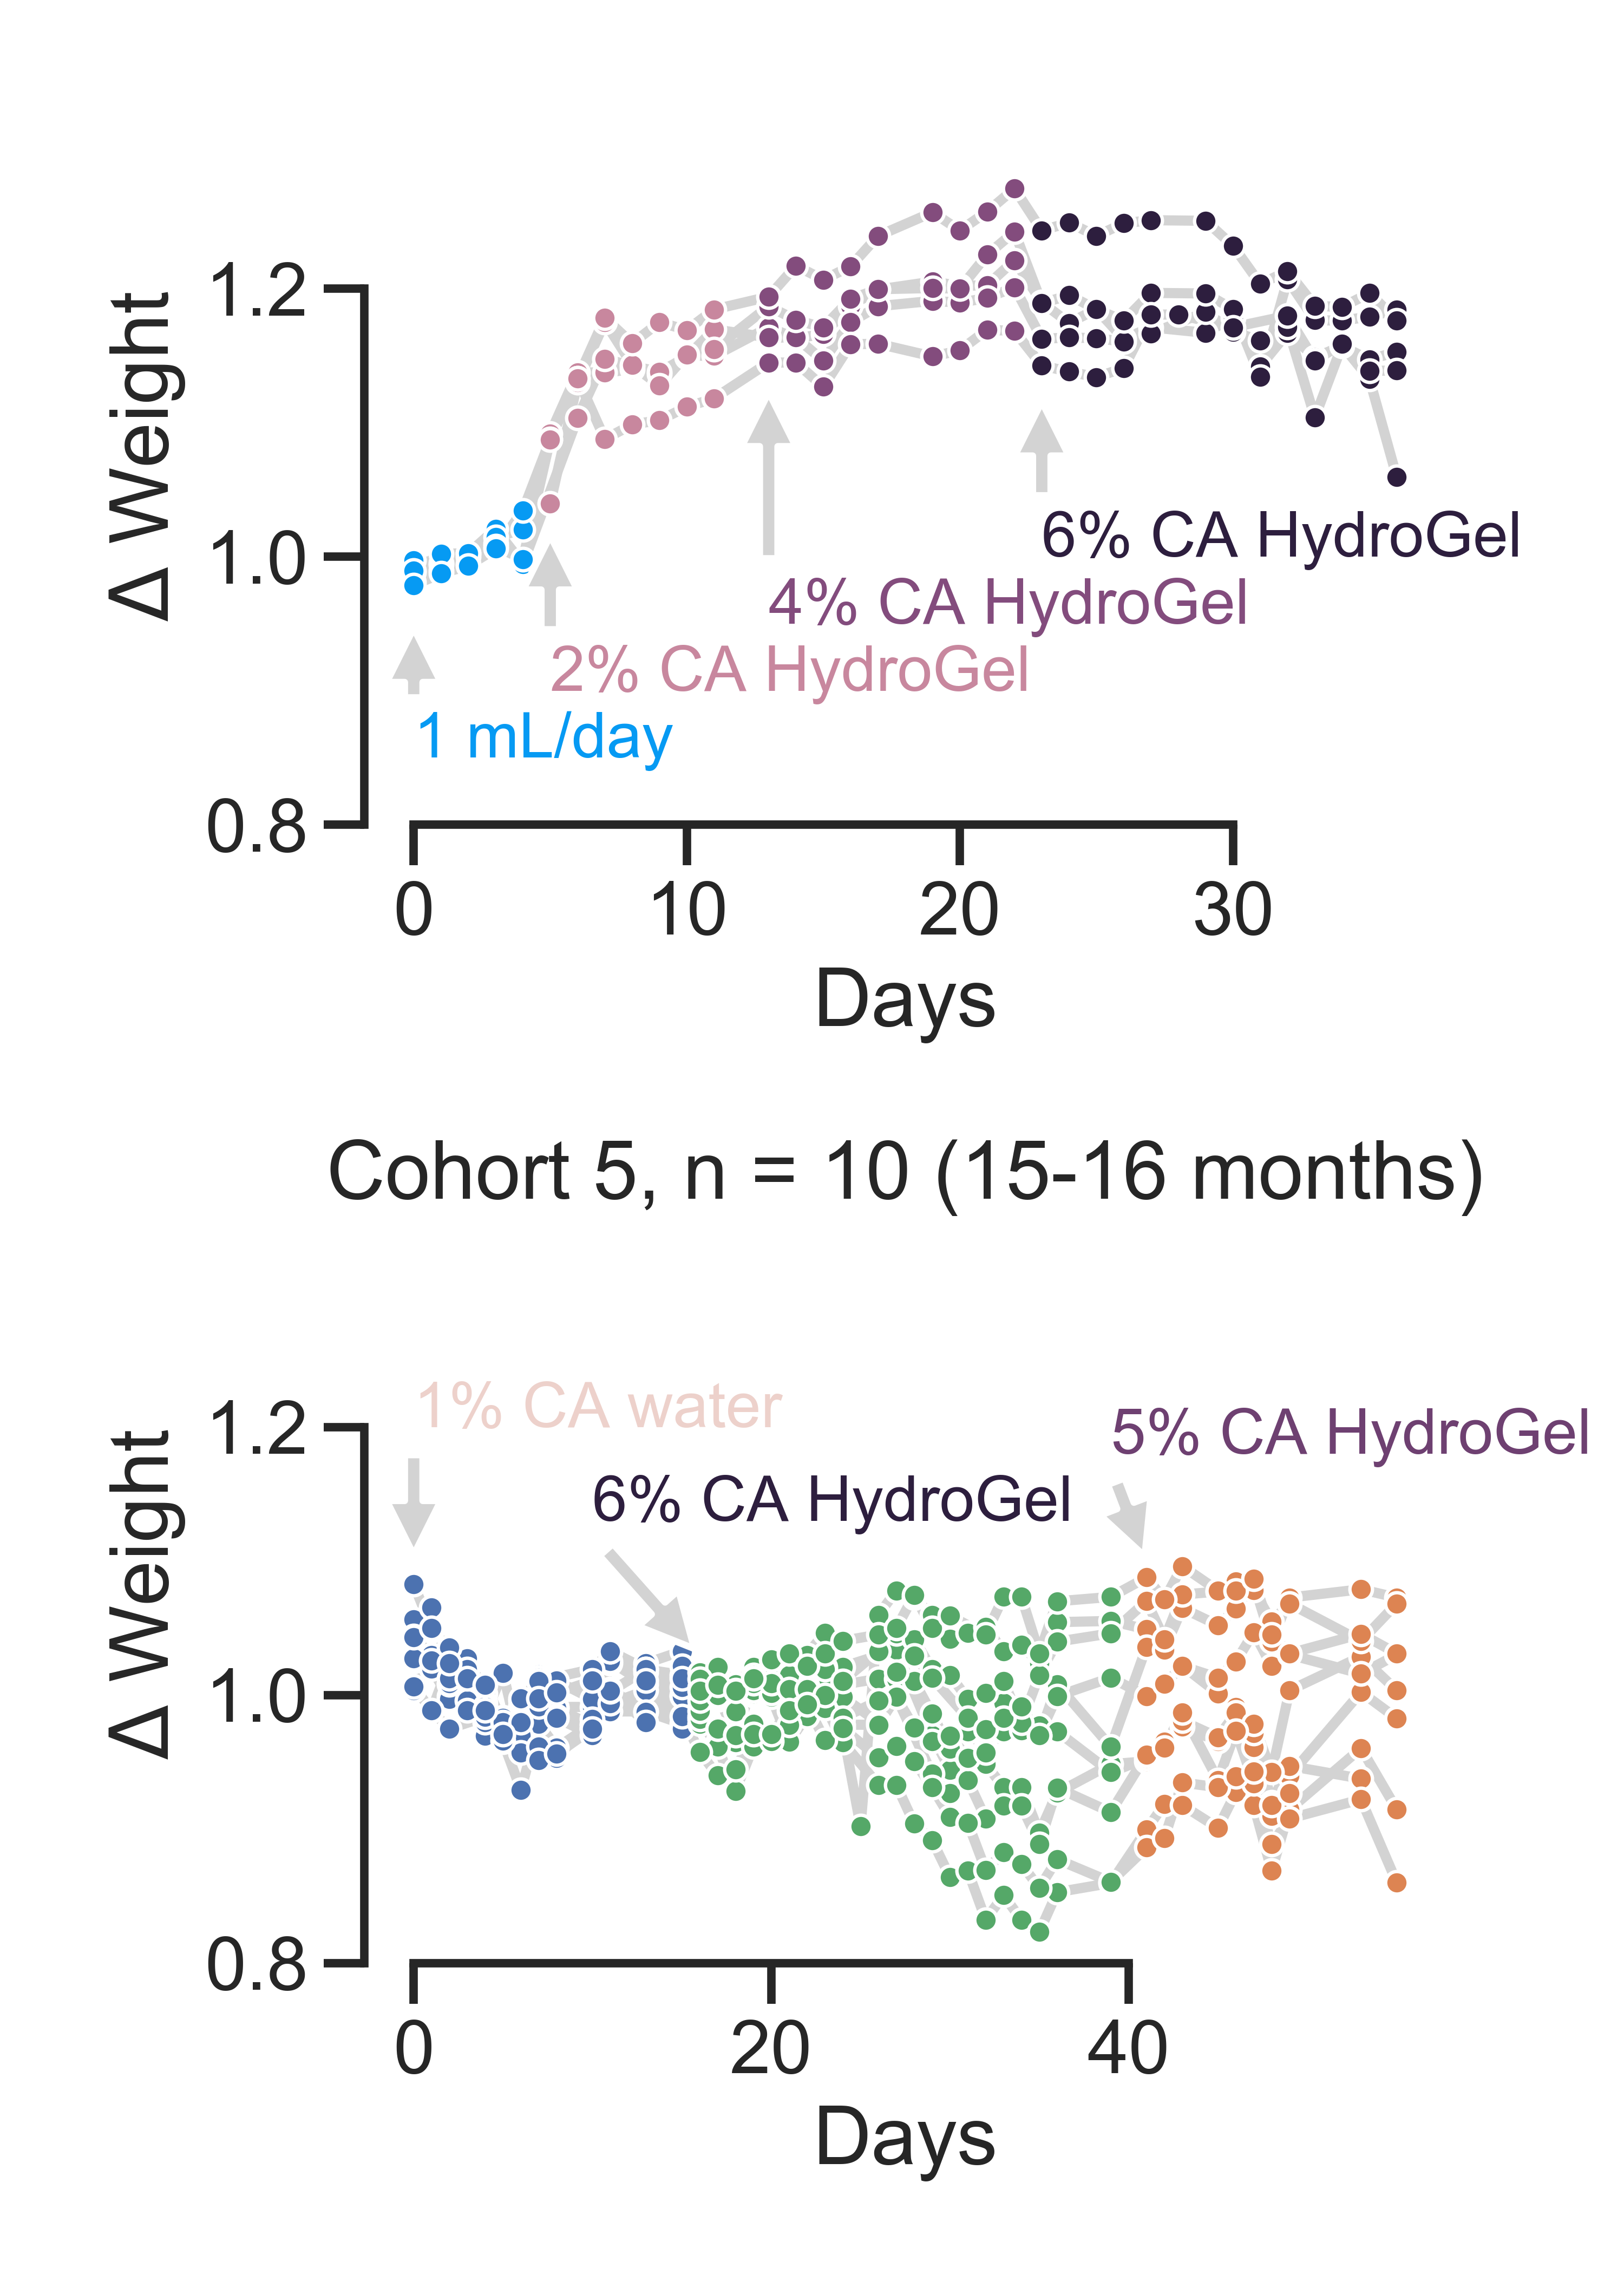 Δ Weight
1.2
1.0
0.8
6% CA HydroGel
4% CA HydroGel
2% CA HydroGel
1 mL/day
0 10 20 30
Days
Cohort 5, n = 10 (15-16 months)
Δ Weight
1.2
1.0
0.8
1% CA water
5% CA HydroGel
6% CA HydroGel
0 20 40
Days